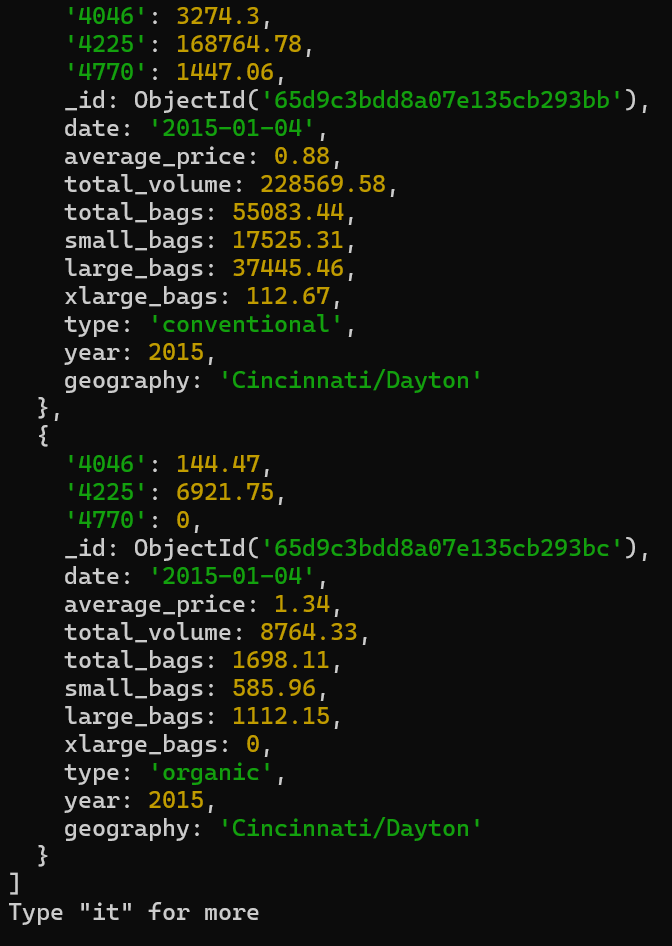 '4046': 3274.3,
'4225': 168764.78,
'4770': 1447.06,
_id: ObjectId('65d9c3bdd8a07e135cb293bb'),
date: '2015-01-04',
average_price: 0.88,
total_volume: 228569.58,
total_bags: 55083.44,
small_bags: 17525.31,
large_bags: 37445.46,
xlarge_bags: 112.67,
type: 'conventional',
year: 2015,
geography: 'Cincinnati/Dayton'
},
{
'4046': 144.47,
'4225': 6921.75,
'4770': 0,
_id: ObjectId('65d9c3bdd8a07e135cb293bc'),
date: '2015-01-04',
average_price: 1.34,
total_volume: 8764.33,
total_bags: 1698.11,
small_bags: 585.96,
large_bags: 1112.15,
xlarge_bags: 0,
type: 'organic',
year: 2015,
geography: 'Cincinnati/Dayton'
}
]
Type "it" for more